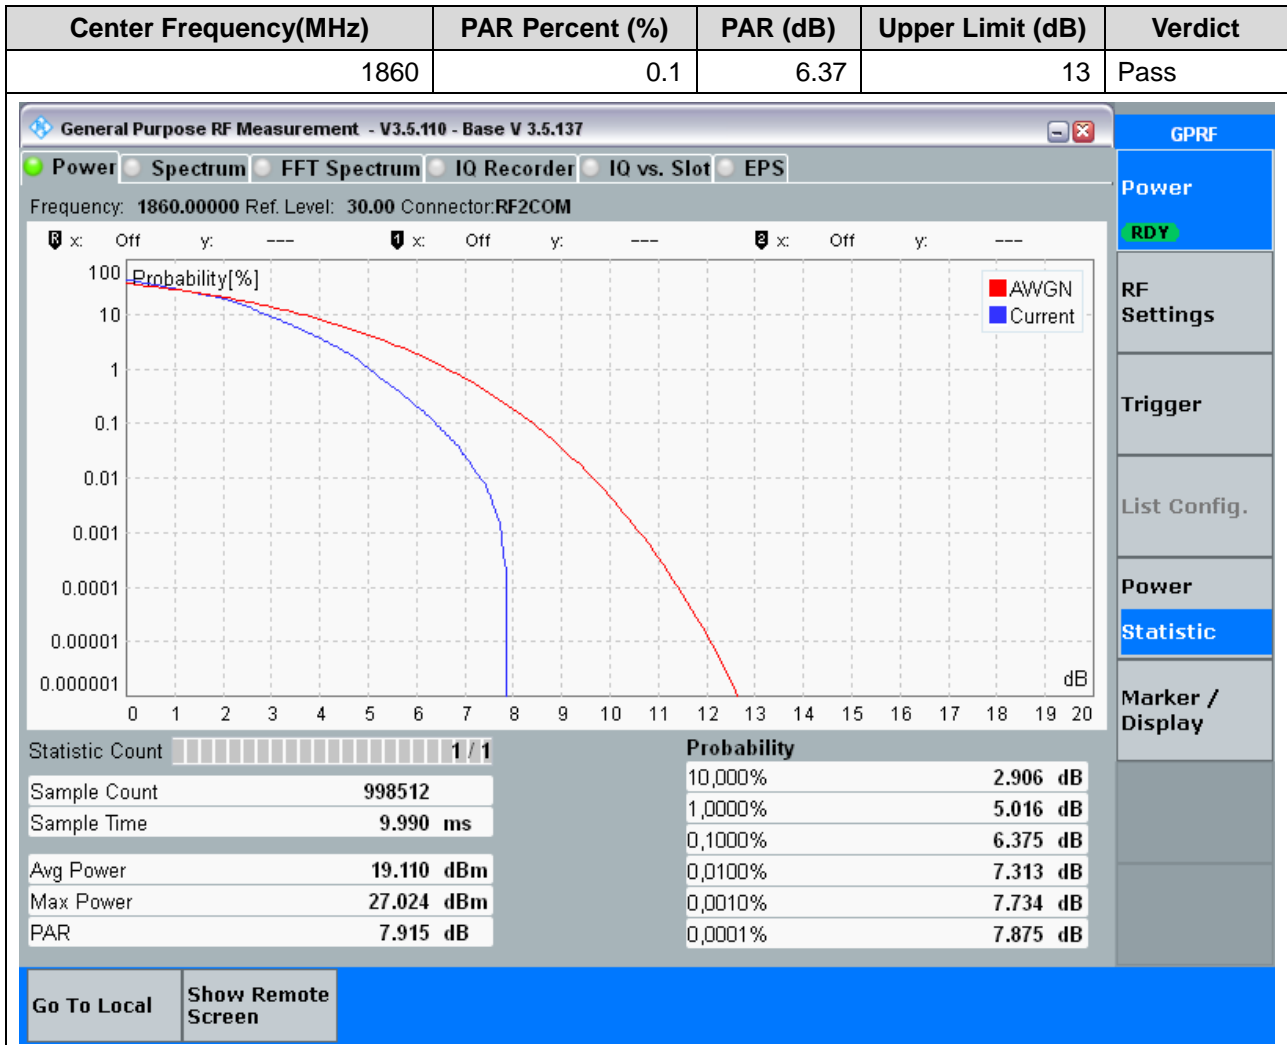 Center Frequency(MHz) PAR Percent (%) PAR (dB) Upper Limit (dB) Verdict
1860 0.1 6.37 13 Pass
General Purpose RF Measurement - V3.5.110 - Base V 3.5.137
GPRF
Power Spectrum FFT Spectrum IQ Recorder IQ vs. Slot EPS
Power
RDY
Frequency: 1860.00000 Ref. Level: 30.00 Connector:RF2COM
R x: Off y: --- 1 x: Off y: --- 2 x: Off y: ---
Probability[%]
AWGN
Current
100
10
1
0.1
0.01
0.001
0.0001
0.00001
0.000001
dB
0 1 2 3 4 5 6 7 8 9 10 11 12 13 14 15 16 17 18 19 20
RF
Settings
Trigger
List Config.
Power
Statistic
Marker /
Display
Statistic Count 1 / 1
Sample Count 998512
Sample Time 9.990 ms
Avg Power 19.110 dBm
Max Power 27.024 dBm
PAR 7.915 dB
Probability
10,000% 2.906 dB
1,0000% 5.016 dB
0,1000% 6.375 dB
0,0100% 7.313 dB
0,0010% 7.734 dB
0,0001% 7.875 dB
Go To Local
Show Remote
Screen